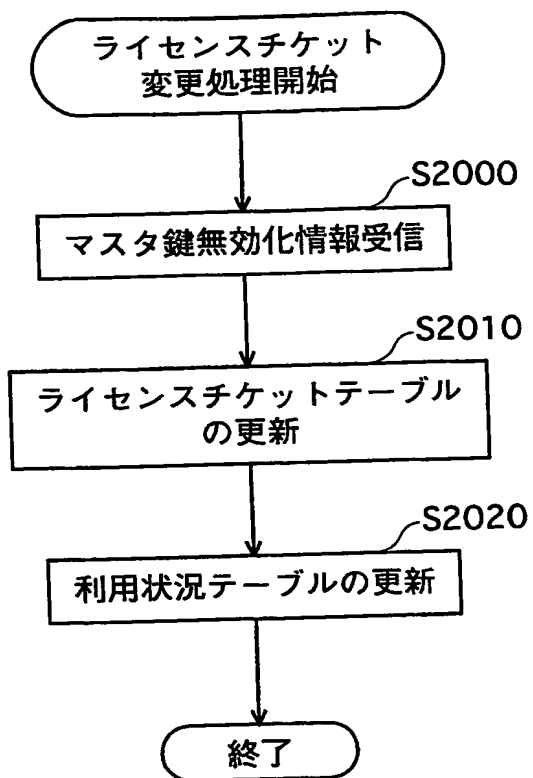 ライセンスチケット
変更処理開始
S2000
マスタ鍵無効化情報受信
S2010
ライセンスチケットテーブル
の更新
S2020
利用状況テーブルの更新
終了